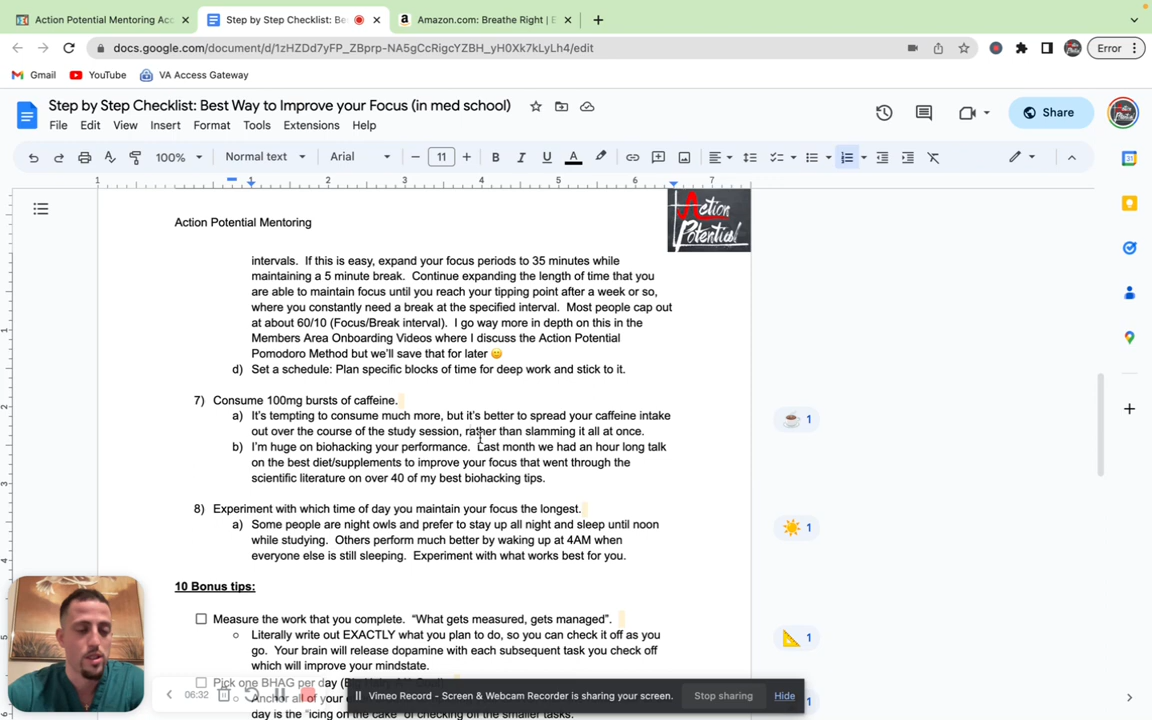 Action Potential Mentoring Acc
Step by Step Checklist: Be
Amazon.com: Breathe Right | E
docs.google.com/document/d/1zHZDd7yFP_ZBprp-NA5gCcRigcYZBH_yH0Xk7kLyLh4/edit
Error
Gmail
YouTube
VA Access Gateway
Step by Step Checklist: Best Way to Improve your Focus (in med school)
File Edit View Insert Format Tools Extensions Help
Share
100% Normal text Arial 11 B I U A
1 1 2 3 4 5 6 7
Action Potential Mentoring
Action
Potential
intervals. If this is easy, expand your focus periods to 35 minutes while
maintaining a 5 minute break. Continue expanding the length of time that you
are able to maintain focus until you reach your tipping point after a week or so,
where you constantly need a break at the specified interval. Most people cap out
at about 60/10 (Focus/Break interval). I go way more in depth on this in the
Members Area Onboarding Videos where I discuss the Action Potential
Pomodoro Method but we'll save that for later 😊
d) Set a schedule: Plan specific blocks of time for deep work and stick to it.
7) Consume 100mg bursts of caffeine.
a) It's tempting to consume much more, but it's better to spread your caffeine intake
out over the course of the study session, rather than slamming it all at once.
☕ 1
b) I'm huge on biohacking your performance. Last month we had an hour long talk
on the best diet/supplements to improve your focus that went through the
scientific literature on over 40 of my best biohacking tips.
8) Experiment with which time of day you maintain your focus the longest.
a) Some people are night owls and prefer to stay up all night and sleep until noon
while studying. Others perform much better by waking up at 4AM when
everyone else is still sleeping. Experiment with what works best for you.
☀️ 1
10 Bonus tips:
Measure the work that you complete. "What gets measured, gets managed".
Literally write out EXACTLY what you plan to do, so you can check it off as you
go. Your brain will release dopamine with each subsequent task you check off
which will improve your mindstate.
📐 1
Pick one BHAG per day
Anchor all of your
day is the "icing on the cake" of checking off the smaller tasks.
06:32
Vimeo Record - Screen & Webcam Recorder is sharing your screen.
Stop sharing
Hide
1